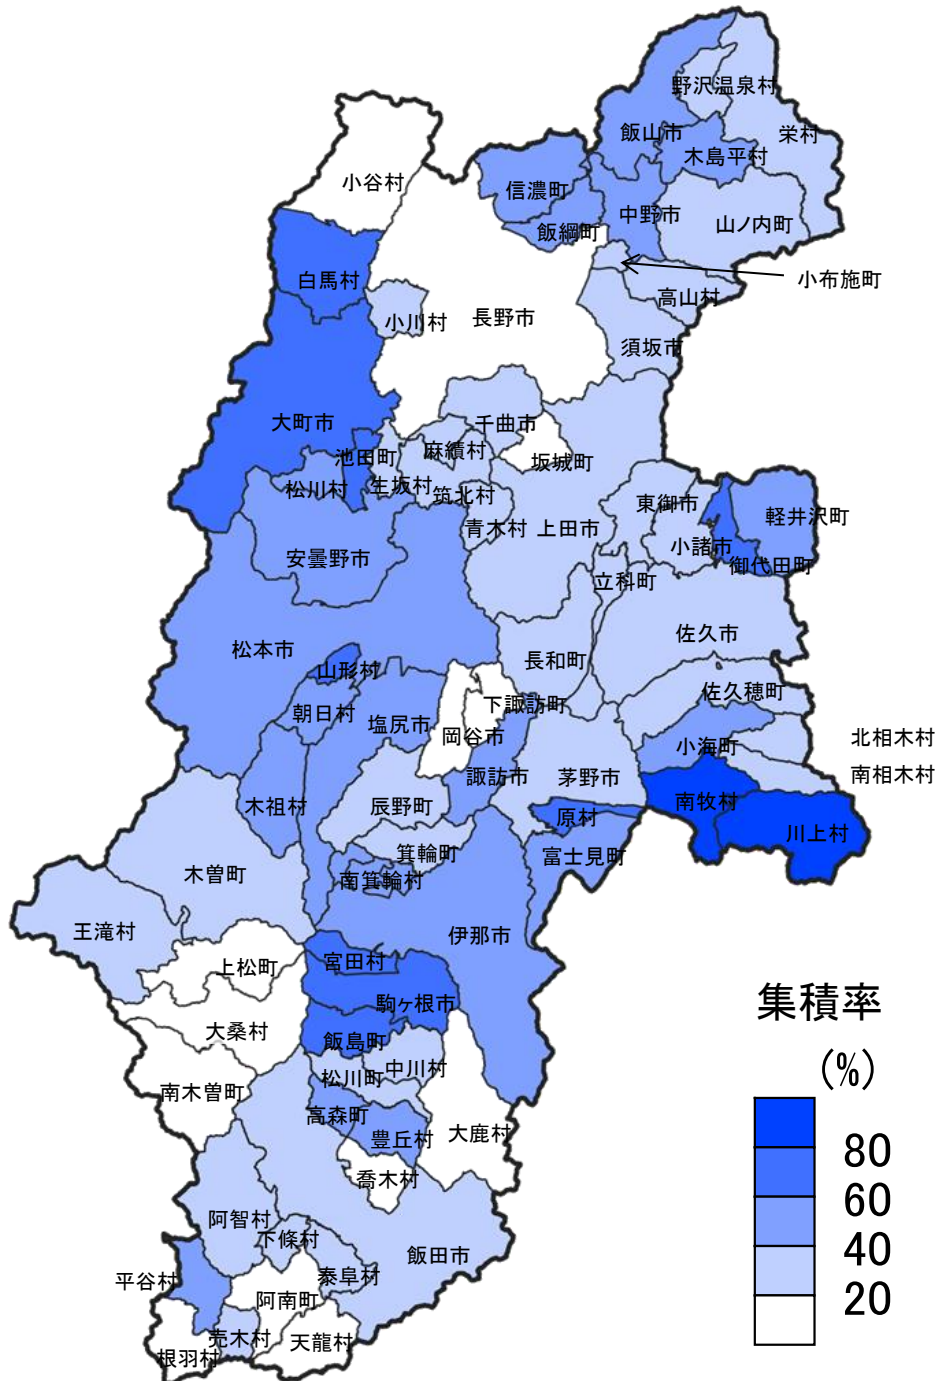 野沢温泉村
飯山市
栄村
木島平村
小谷村
信濃町
中野市
山ノ内町
飯綱町
白馬村
小布施町
高山村
小川村
長野市
須坂市
大町市
千曲市
池田町
麻績村
坂城町
松川村
生坂村
筑北村
東御市
軽井沢町
青木村
上田市
小諸市
安曇野市
御代田町
立科町
佐久市
松本市
長和町
山形村
佐久穂町
朝日村
下諏訪町
塩尻市
岡谷市
小海町
北相木村
諏訪市
茅野市
南相木村
木祖村
辰野町
南牧村
原村
川上村
箕輪町
富士見町
木曽町
南箕輪村
王滝村
伊那市
上松町
宮田村
駒ヶ根市
大桑村
飯島町
中川村
松川町
南木曽町
高森町
豊丘村
大鹿村
喬木村
阿智村
下條村
飯田市
平谷村
泰阜村
阿南町
売木村
天龍村
根羽村
集積率
(%)
80
60
40
20